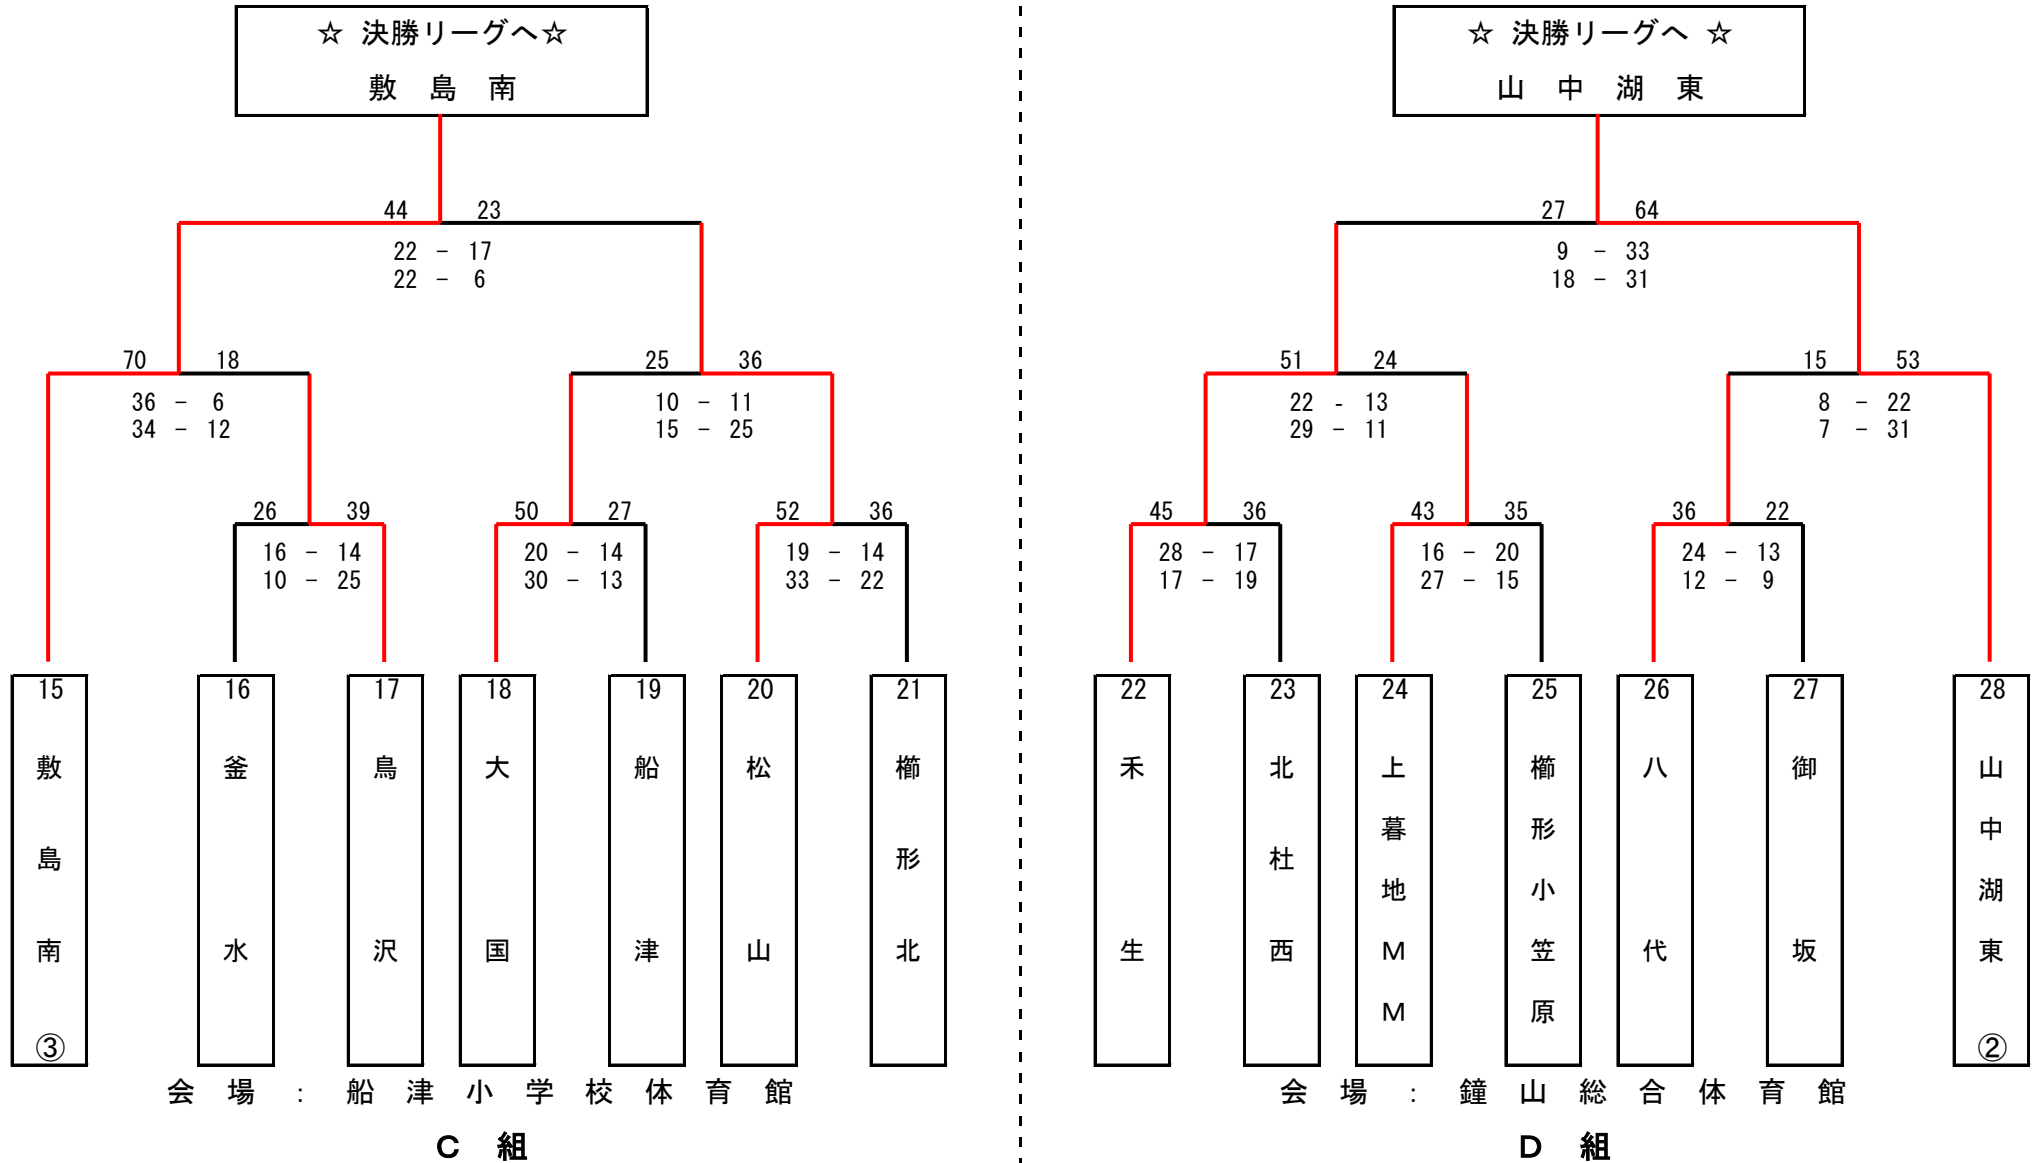 ☆ 決勝リーグへ☆
敷 島 南
44 23
22 － 17
22 － 6
70 18
36 － 6
34 － 12
25 36
10 － 11
15 － 25
26 39
16 － 14
10 － 25
50 27
20 － 14
30 － 13
52 36
19 － 14
33 － 22
15 敷島南 ③
16 釜水
17 鳥沢
18 大国
19 船津
20 松山
21 櫛形北
会 場 ： 船 津 小 学 校 体 育 館
Ｃ 組
☆ 決勝リーグへ ☆
山 中 湖 東
27 64
9 － 33
18 － 31
51 24
22 - 13
29 － 11
15 53
8 － 22
7 － 31
45 36
28 － 17
17 － 19
43 35
16 － 20
27 － 15
36 22
24 － 13
12 － 9
22 禾生
23 北杜西
24 上暮地ＭＭ
25 櫛形小笠原
26 八代
27 御坂
28 山中湖東 ②
会 場 ： 鐘 山 総 合 体 育 館
Ｄ 組